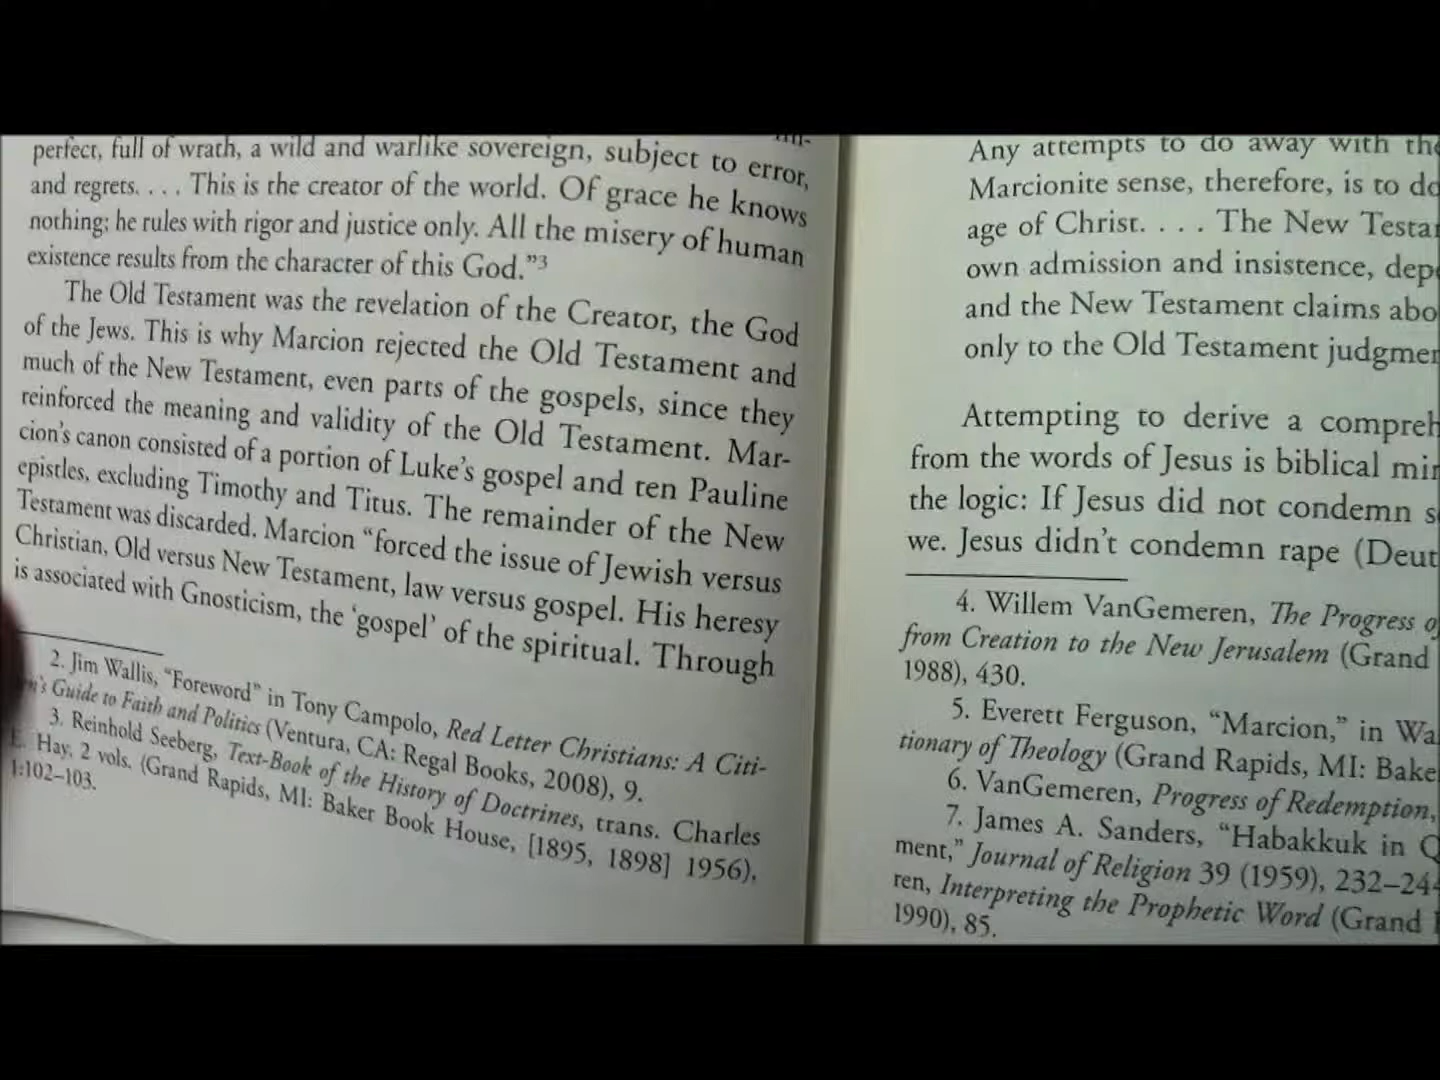 im-
perfect, full of wrath, a wild and warlike sovereign, subject to error,
and regrets. . . . This is the creator of the world. Of grace he knows
nothing; he rules with rigor and justice only. All the misery of human
existence results from the character of this God.”3
The Old Testament was the revelation of the Creator, the God
of the Jews. This is why Marcion rejected the Old Testament and
much of the New Testament, even parts of the gospels, since they
reinforced the meaning and validity of the Old Testament. Mar-
cion’s canon consisted of a portion of Luke’s gospel and ten Pauline
epistles, excluding Timothy and Titus. The remainder of the New
Testament was discarded. Marcion “forced the issue of Jewish versus
Christian, Old versus New Testament, law versus gospel. His heresy
is associated with Gnosticism, the ‘gospel’ of the spiritual. Through
2. Jim Wallis, “Foreword” in Tony Campolo, Red Letter Christians: A Citi-
n’s Guide to Faith and Politics (Ventura, CA: Regal Books, 2008), 9.
3. Reinhold Seeberg, Text-Book of the History of Doctrines, trans. Charles
E. Hay, 2 vols. (Grand Rapids, MI: Baker Book House, [1895, 1898] 1956),
1:102–103.
Any attempts to do away with the
Marcionite sense, therefore, is to do
age of Christ. . . . The New Testa
own admission and insistence, dep
and the New Testament claims abo
only to the Old Testament judgmen
Attempting to derive a compreh
from the words of Jesus is biblical mi
the logic: If Jesus did not condemn s
we. Jesus didn’t condemn rape (Deut
4. Willem VanGemeren, The Progress o
from Creation to the New Jerusalem (Grand
1988), 430.
5. Everett Ferguson, “Marcion,” in Wa
tionary of Theology (Grand Rapids, MI: Bake
6. VanGemeren, Progress of Redemption,
7. James A. Sanders, “Habakkuk in Q
ment,” Journal of Religion 39 (1959), 232–244
ren, Interpreting the Prophetic Word (Grand
1990), 85.